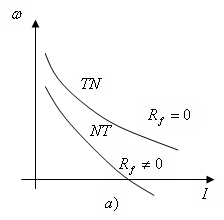 ω
TN
R_f = 0
NT
R_f ≠ 0
I
a)